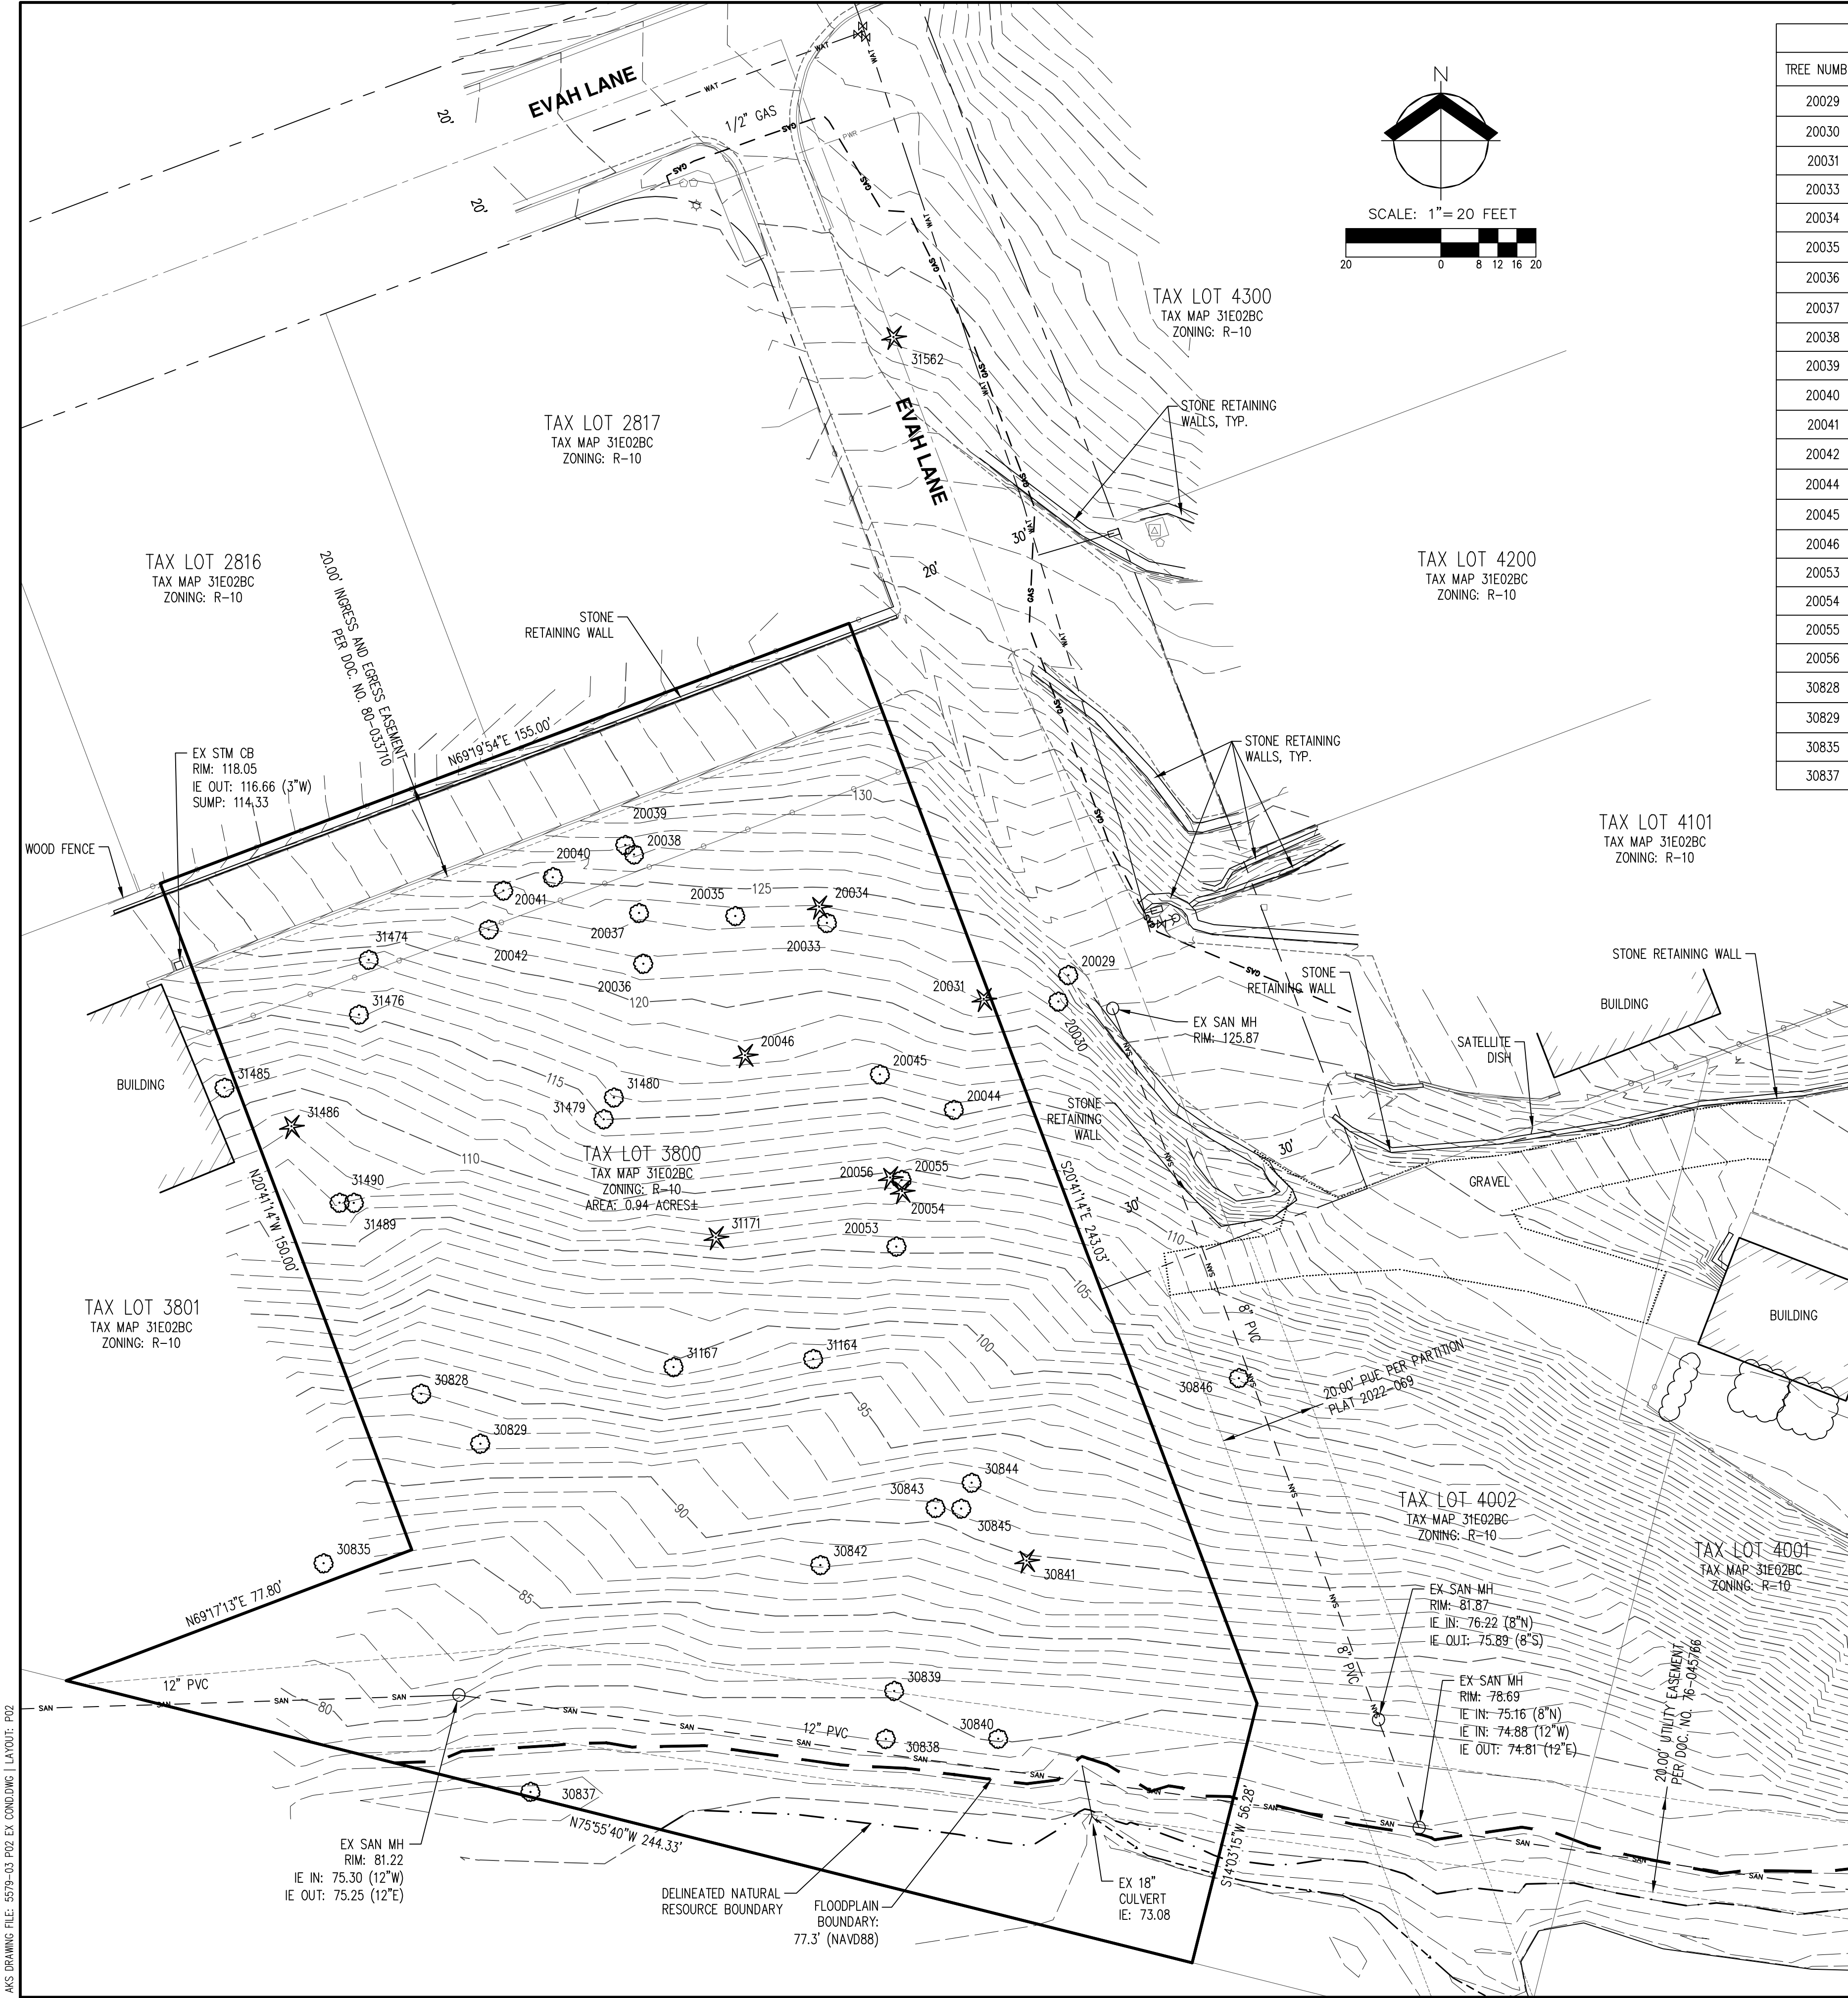 EVAH LANE
20'
20'
1/2" GAS
WAT
WAT
WAT
GAS
GAS
GAS
PWR
N
SCALE: 1"= 20 FEET
20 0 8 12 16 20
TREE NUMB
20029
20030
20031
20033
20034
20035
20036
20037
20038
20039
20040
20041
20042
20044
20045
20046
20053
20054
20055
20056
30828
30829
30835
30837
TAX LOT 4300
TAX MAP 31E02BC
ZONING: R-10
31562
EVAH LANE
STONE RETAINING
WALLS, TYP.
TAX LOT 2817
TAX MAP 31E02BC
ZONING: R-10
TAX LOT 2816
TAX MAP 31E02BC
ZONING: R-10
30'
20'
TAX LOT 4200
TAX MAP 31E02BC
ZONING: R-10
20.00' INGRESS AND EGRESS EASEMENT
PER DOC. NO. 80-033710
STONE
RETAINING WALL
N69°19'54"E 155.00'
EX STM CB
RIM: 118.05
IE OUT: 116.66 (3"W)
SUMP: 114.33
WOOD FENCE
STONE RETAINING
WALLS, TYP.
TAX LOT 4101
TAX MAP 31E02BC
ZONING: R-10
130
20039
20038
20040
20041
20035
125
20034
20037
20033
20042
31474
20036
120
20031
20029
20030
31476
EX SAN MH
RIM: 125.87
STONE
RETAINING WALL
STONE RETAINING WALL
BUILDING
SATELLITE
DISH
20046
20045
20044
BUILDING
31485
115
31480
31479
31486
STONE
RETAINING
WALL
30'
GRAVEL
110
TAX LOT 3800
TAX MAP 31E02BC
ZONING: R-10
AREA: 0.94 ACRES±
20056
20055
20054
20053
31490
31489
31171
N20°41'14"W 150.00'
S20°41'14"E 243.03'
30'
110
105
8" PVC
BUILDING
TAX LOT 3801
TAX MAP 31E02BC
ZONING: R-10
31167
31164
100
30846
20.00' PUE PER PARTITION
PLAT 2022-069
30828
95
30829
30844
30843
30845
90
TAX LOT 4002
TAX MAP 31E02BC
ZONING: R-10
30835
30842
30841
TAX LOT 4001
TAX MAP 31E02BC
ZONING: R-10
N69°17'13"E 77.80'
85
EX SAN MH
RIM: 81.87
IE IN: 76.22 (8"N)
IE OUT: 75.89 (8"S)
8" PVC
12" PVC
80
30839
EX SAN MH
RIM: 78.69
IE IN: 75.16 (8"N)
IE IN: 74.88 (12"W)
IE OUT: 74.81 (12"E)
20.00' UTILITY EASEMENT
PER DOC. NO. 76-045766
SAN
SAN
SAN
SAN
SAN
12" PVC
30840
30838
30837
N75°55'40"W 244.33'
S14°03'15"W 56.28'
EX SAN MH
RIM: 81.22
IE IN: 75.30 (12"W)
IE OUT: 75.25 (12"E)
DELINEATED NATURAL
RESOURCE BOUNDARY
FLOODPLAIN
BOUNDARY:
77.3' (NAVD88)
EX 18"
CULVERT
IE: 73.08
AKS DRAWING FILE: 5579-03 P02 EX COND.DWG | LAYOUT: P02